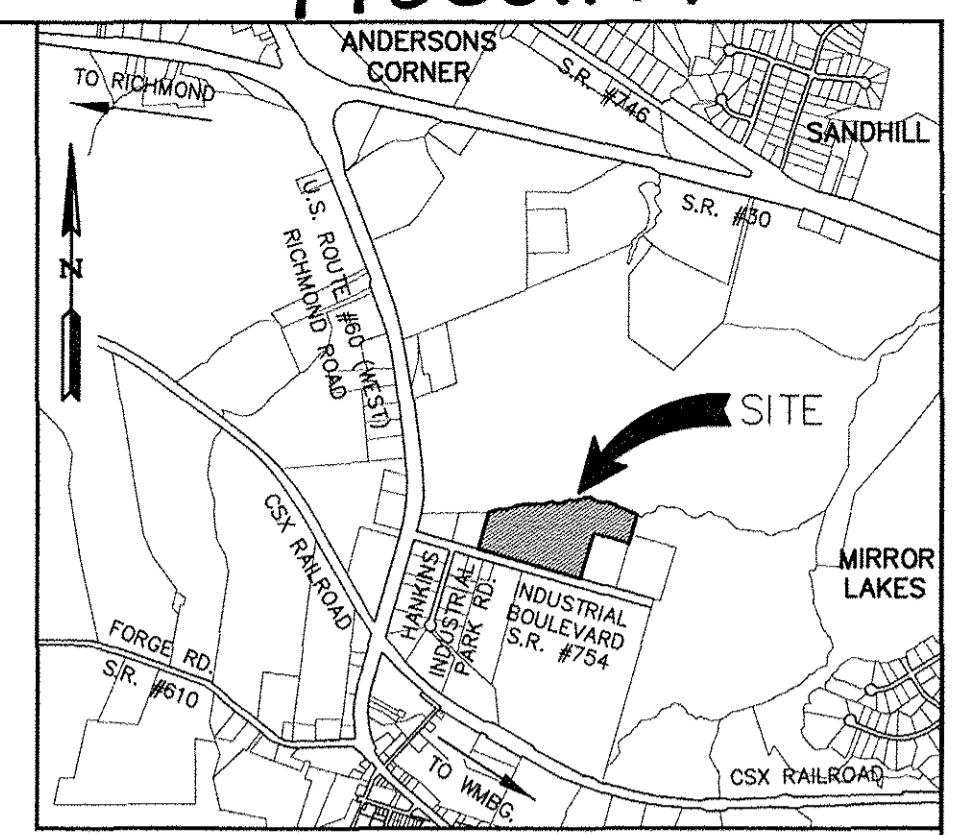 ANDERSONS
CORNER
TO RICHMOND
S.R. #746
SANDHILL
S.R. #30
N
U.S. ROUTE #60 (WEST)
RICHMOND ROAD
SITE
CSX RAILROAD
MIRROR
LAKES
HANKINS
INDUSTRIAL
PARK RD.
INDUSTRIAL
BOULEVARD
S.R. #754
FORGE RD.
S.R. #610
TO WMBG.
CSX RAILROAD